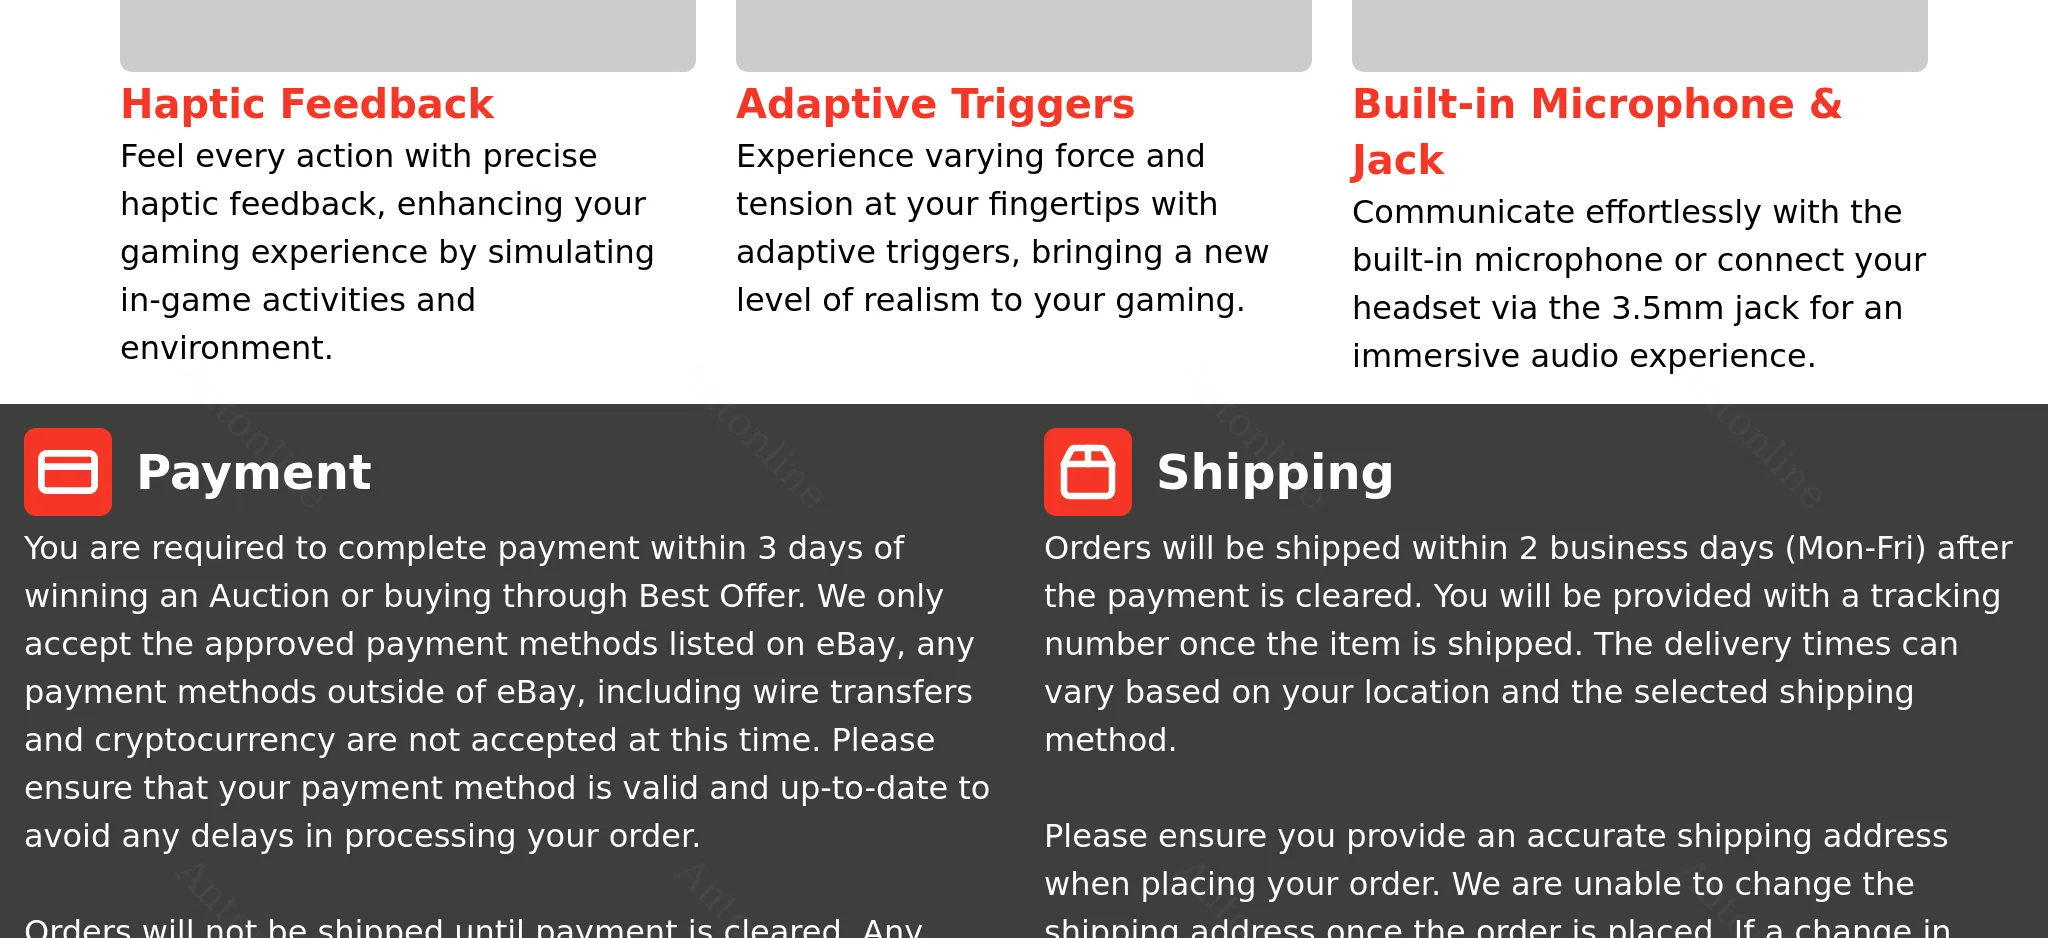 Haptic Feedback
Feel every action with precise
haptic feedback, enhancing your
gaming experience by simulating
in-game activities and
environment.
Adaptive Triggers
Experience varying force and
tension at your fingertips with
adaptive triggers, bringing a new
level of realism to your gaming.
Built-in Microphone &
Jack
Communicate effortlessly with the
built-in microphone or connect your
headset via the 3.5mm jack for an
immersive audio experience.
Payment
You are required to complete payment within 3 days of
winning an Auction or buying through Best Offer. We only
accept the approved payment methods listed on eBay, any
payment methods outside of eBay, including wire transfers
and cryptocurrency are not accepted at this time. Please
ensure that your payment method is valid and up-to-date to
avoid any delays in processing your order.
Orders will not be shipped until payment is cleared. Any
Shipping
Orders will be shipped within 2 business days (Mon-Fri) after
the payment is cleared. You will be provided with a tracking
number once the item is shipped. The delivery times can
vary based on your location and the selected shipping
method.
Please ensure you provide an accurate shipping address
when placing your order. We are unable to change the
shipping address once the order is placed. If a change in
Antonline
Antonline
Antonline
Antonline